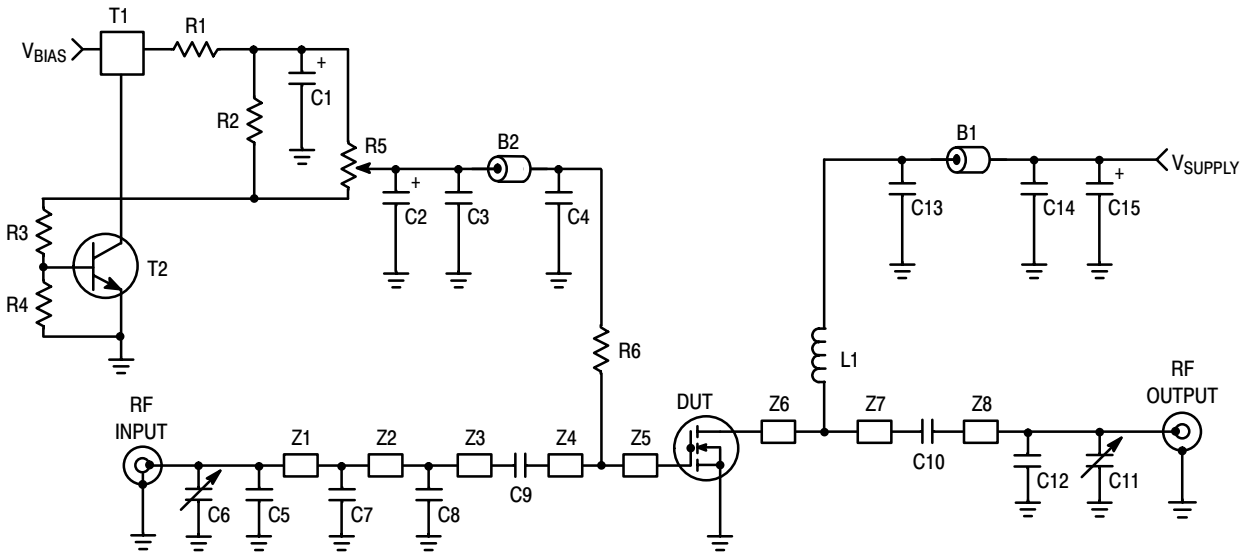 T1
R1
V_BIAS
+
C1
R2
R5
B2
B1
V_SUPPLY
+
C2
C3
C4
C13
C14
+
C15
R3
T2
R4
R6
L1
RF
INPUT
DUT
RF
OUTPUT
Z1
Z2
Z3
Z4
Z5
Z6
Z7
Z8
C10
C9
C6
C5
C7
C8
C12
C11